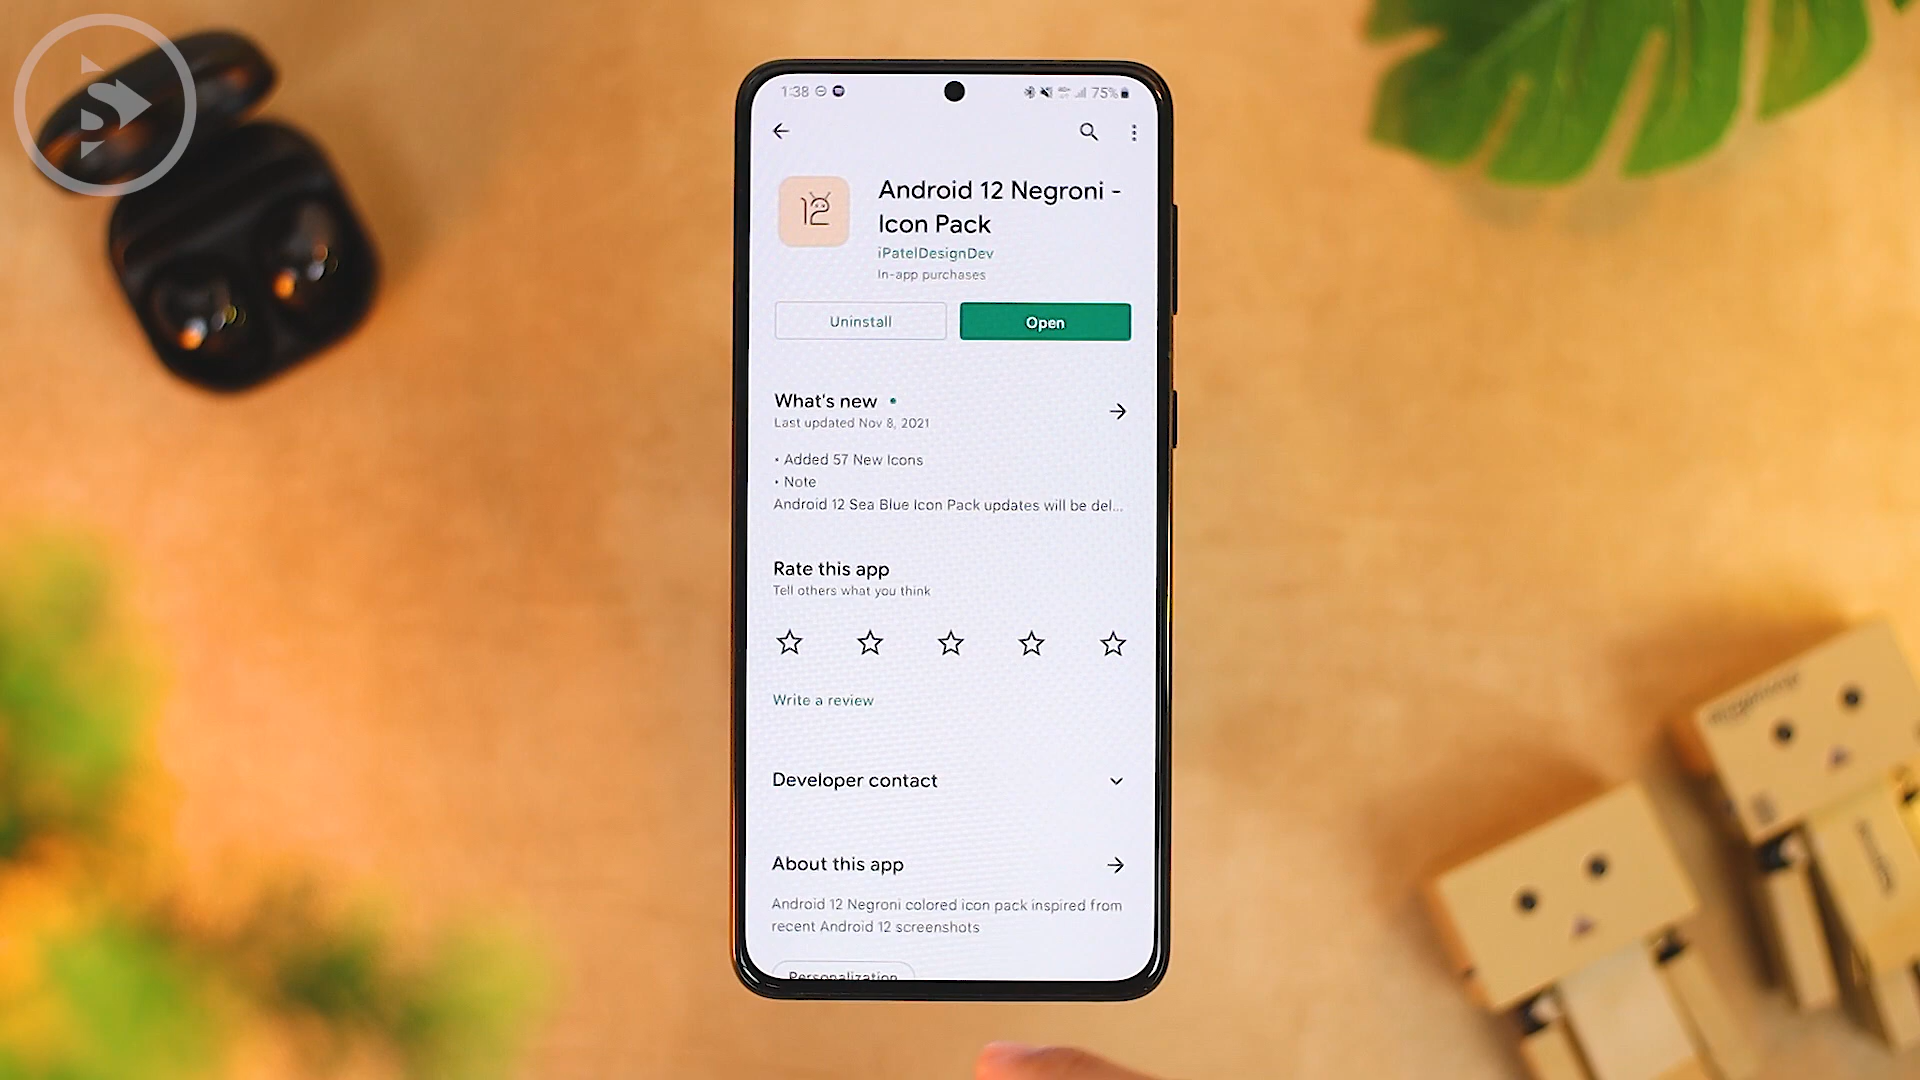 1:38
75%
Android 12 Negroni -
Icon Pack
iPatelDesignDev
In-app purchases
Uninstall
Open
What's new
Last updated Nov 8, 2021
• Added 57 New Icons
• Note
Android 12 Sea Blue Icon Pack updates will be del...
Rate this app
Tell others what you think
Write a review
Developer contact
About this app
Android 12 Negroni colored icon pack inspired from
recent Android 12 screenshots
Personalization